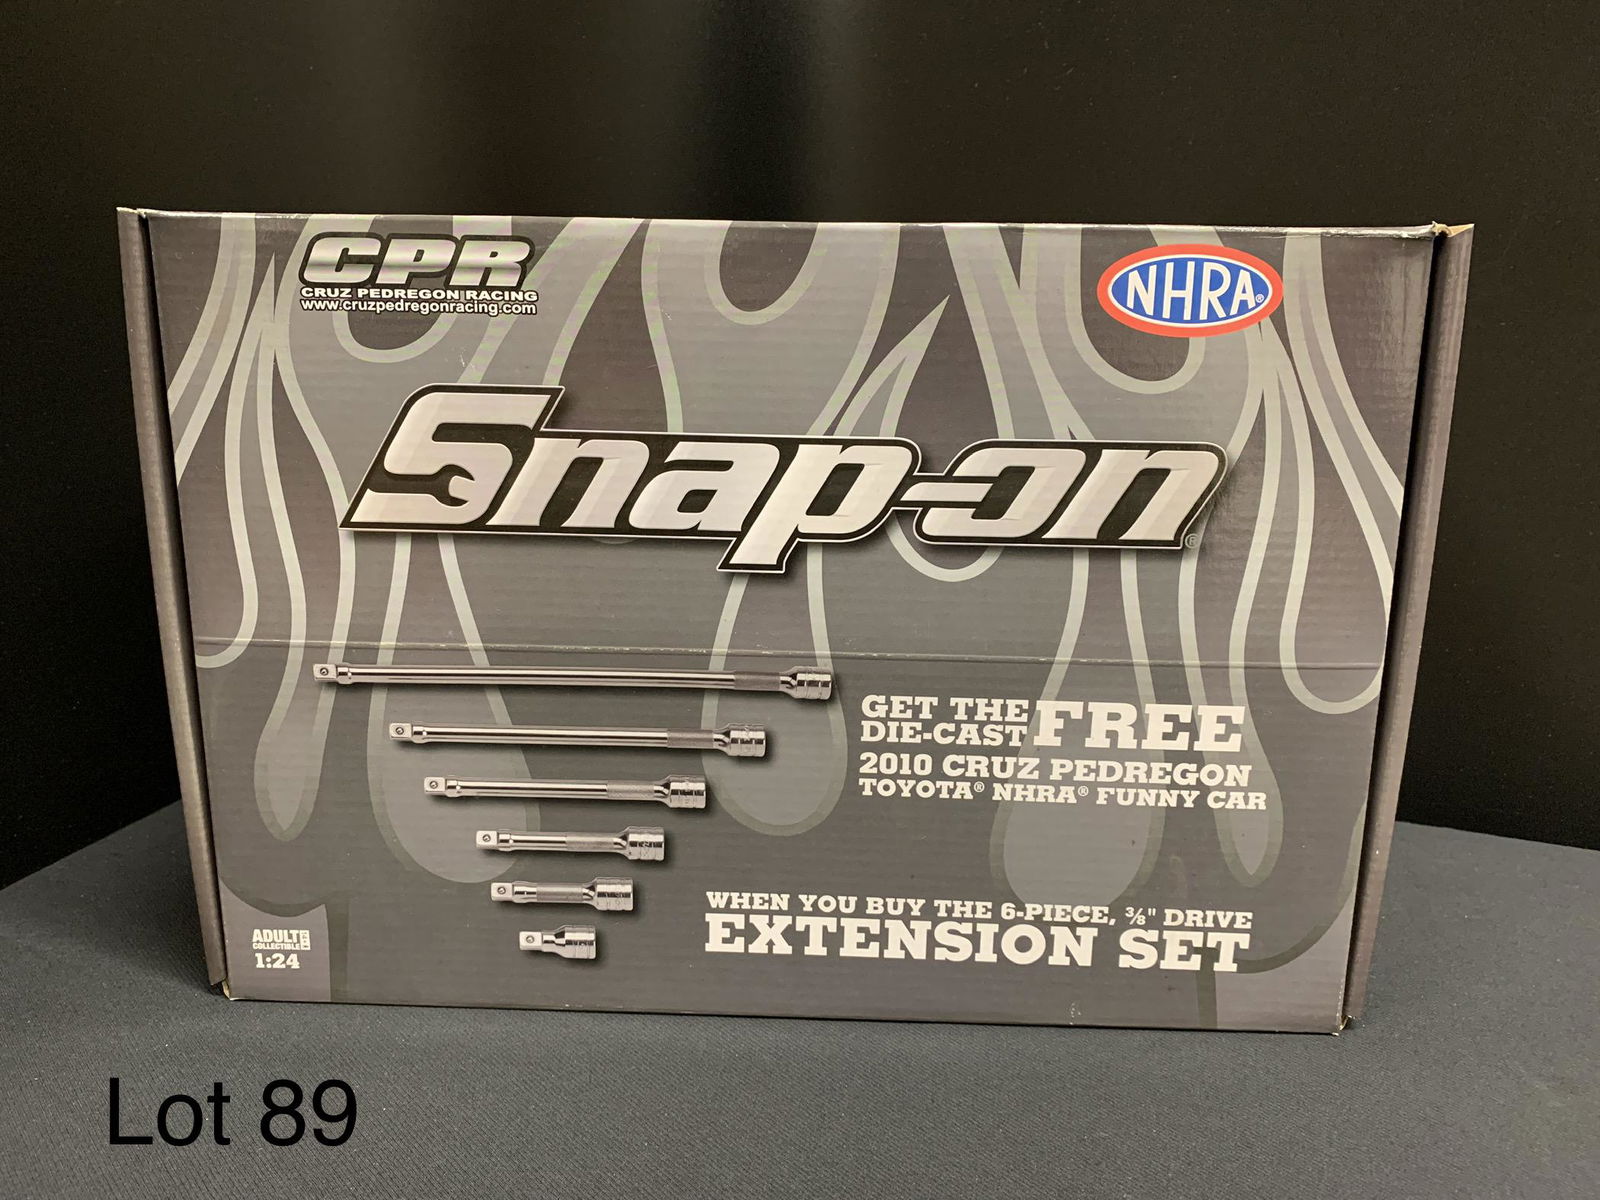 CPR
CRUZ PEDREGON RACING
www.cruzpedregonracing.com
NHRA®
Snap-on®
GET THE
DIE-CAST FREE
2010 CRUZ PEDREGON
TOYOTA® NHRA® FUNNY CAR
WHEN YOU BUY THE 6-PIECE, 3/8" DRIVE
EXTENSION SET
ADULT
COLLECTIBLE
1:24
Lot 89